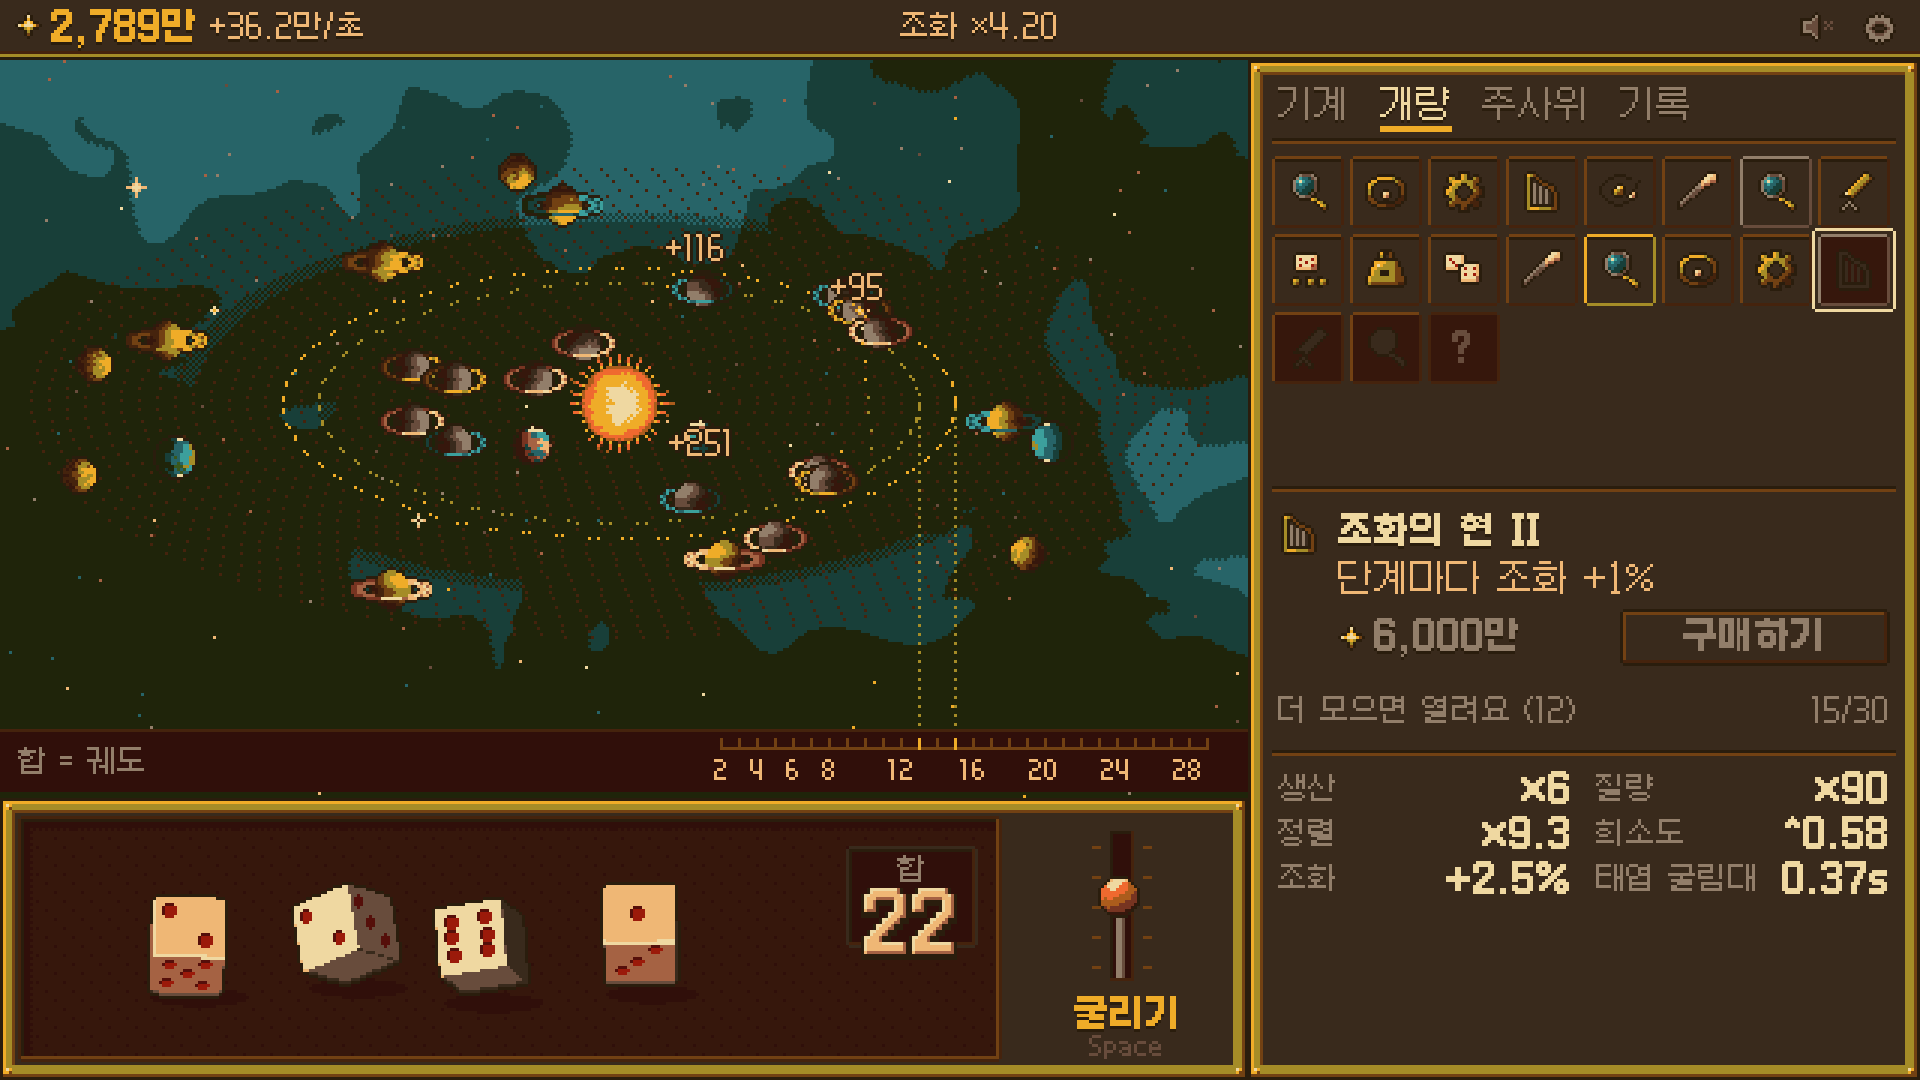 2,789만 +36.2만/초
조화 ×4.20
기계 개량 주사위 기록
+116
+95
+251
?
조화의 현 II
단계마다 조화 +1%
6,000만 구매하기
더 모으면 열려요 (12) 15/30
합 = 궤도
2 4 6 8 12 16 20 24 28
생산 ×6 질량 ×90
정렬 ×9.3 희소도 ^0.58
조화 +2.5% 태엽 굴림대 0.37s
합
22
굴리기
Space